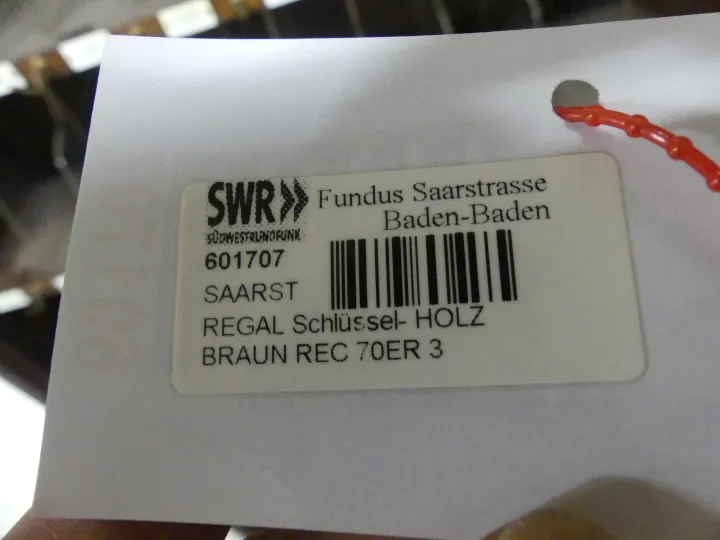 SWR» Fundus Saarstrasse
SÜDWESTRUNDFUNK Baden-Baden
601707
SAARST
REGAL Schlüssel- HOLZ
BRAUN REC 70ER 3